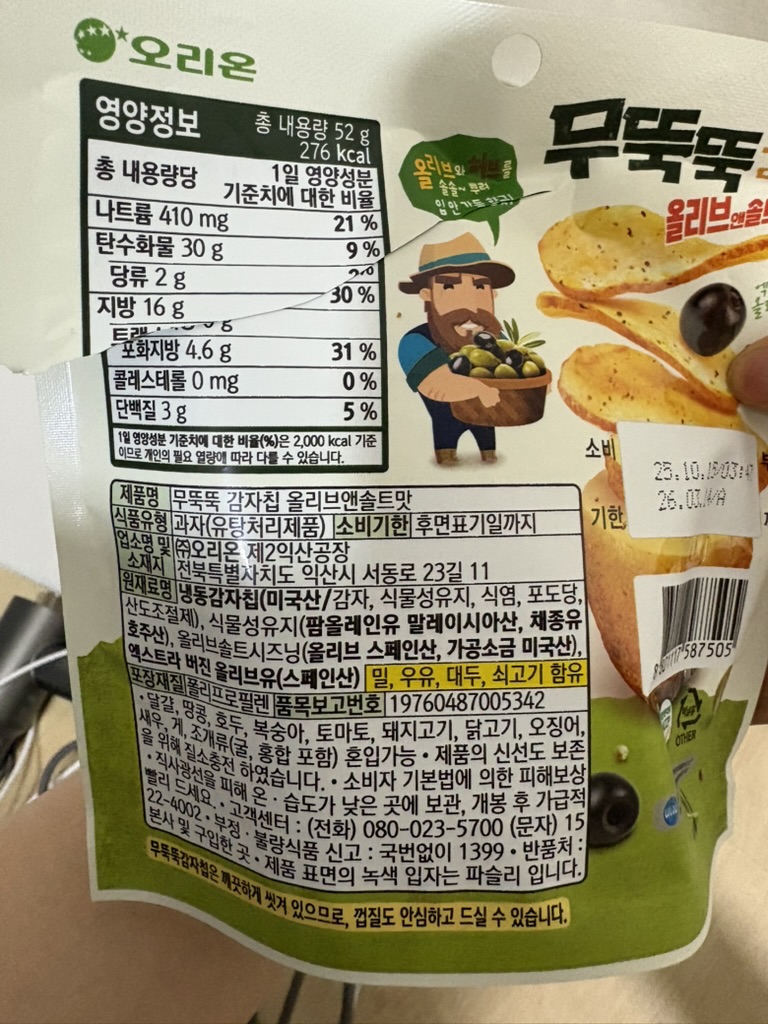 오리온
영양정보
총 내용량 52 g
276 kcal
총 내용량당
1일 영양성분
기준치에 대한 비율
나트륨 410 mg 21 %
탄수화물 30 g 9 %
당류 2 g
지방 16 g 30 %
포화지방 4.6 g 31 %
콜레스테롤 0 mg 0 %
단백질 3 g 5 %
1일 영양성분 기준치에 대한 비율(%)은 2,000 kcal 기준
이므로 개인의 필요 열량에 따라 다를 수 있습니다.
올리브와
솔솔~
입안
무뚝뚝
올리브앤솔트
소비
기한
25.10.
26.03.
587505
OTHER
제품명 무뚝뚝 감자칩 올리브앤솔트맛
식품유형 과자(유탕처리제품) 소비기한 후면표기일까지
업소명 및 소재지 ㈜오리온 제2익산공장
전북특별자치도 익산시 서동로 23길 11
원재료명 냉동감자칩(미국산/감자, 식물성유지, 식염, 포도당,
산도조절제), 식물성유지(팜올레인유 말레이시아산, 채종유
호주산), 올리브솔트시즈닝(올리브 스페인산, 가공소금 미국산),
엑스트라 버진 올리브유(스페인산) 밀, 우유, 대두, 쇠고기 함유
포장재질 폴리프로필렌 품목보고번호 19760487005342
• 달걀, 땅콩, 호두, 복숭아, 토마토, 돼지고기, 닭고기, 오징어,
새우, 게, 조개류(굴, 홍합 포함) 혼입가능 • 제품의 신선도 보존
을 위해 질소충전 하였습니다. • 소비자 기본법에 의한 피해보상
• 직사광선을 피해 온·습도가 낮은 곳에 보관, 개봉 후 가급적
빨리 드세요. • 고객센터 : (전화) 080-023-5700 (문자) 15
22-4002 • 부정·불량식품 신고 : 국번없이 1399 • 반품처 :
본사 및 구입한 곳 • 제품 표면의 녹색 입자는 파슬리 입니다.
무뚝뚝감자칩은 깨끗하게 씻겨 있으므로, 껍질도 안심하고 드실 수 있습니다.